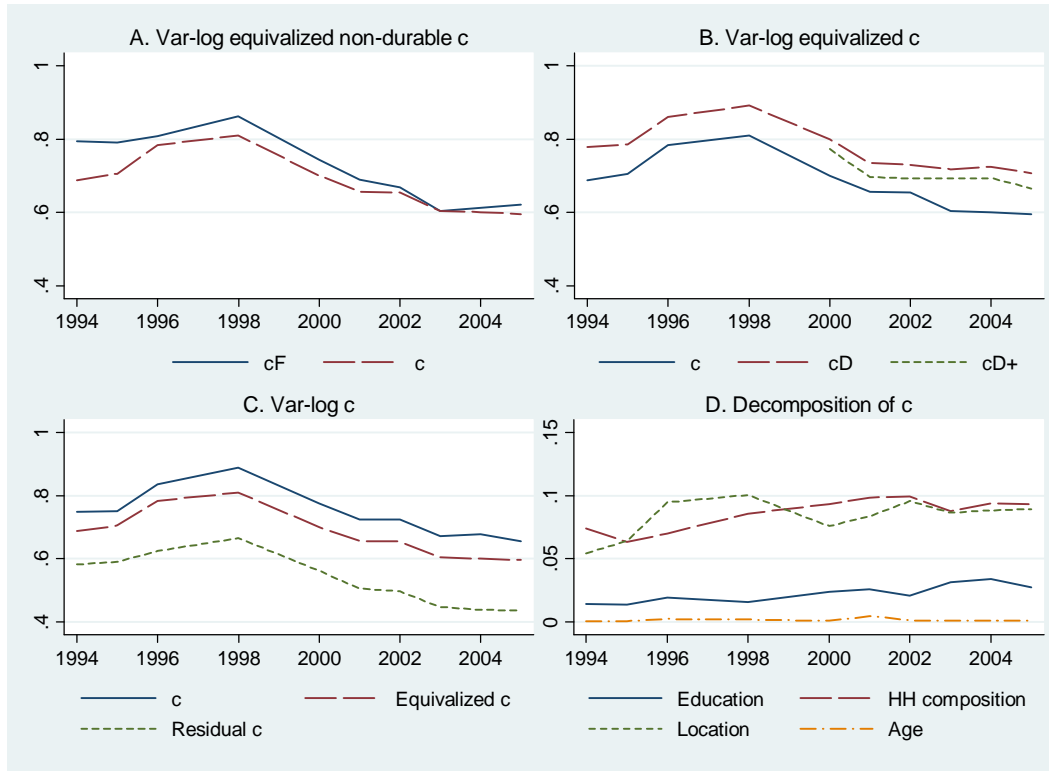 A. Var-log equivalized non-durable c
1
.8
.6
.4
1994 1996 1998 2000 2002 2004
cF c
B. Var-log equivalized c
1
.8
.6
.4
1994 1996 1998 2000 2002 2004
c cD cD+
C. Var-log c
1
.8
.6
.4
1994 1996 1998 2000 2002 2004
c Equivalized c
Residual c
D. Decomposition of c
.15
.1
.05
0
1994 1996 1998 2000 2002 2004
Education HH composition
Location Age